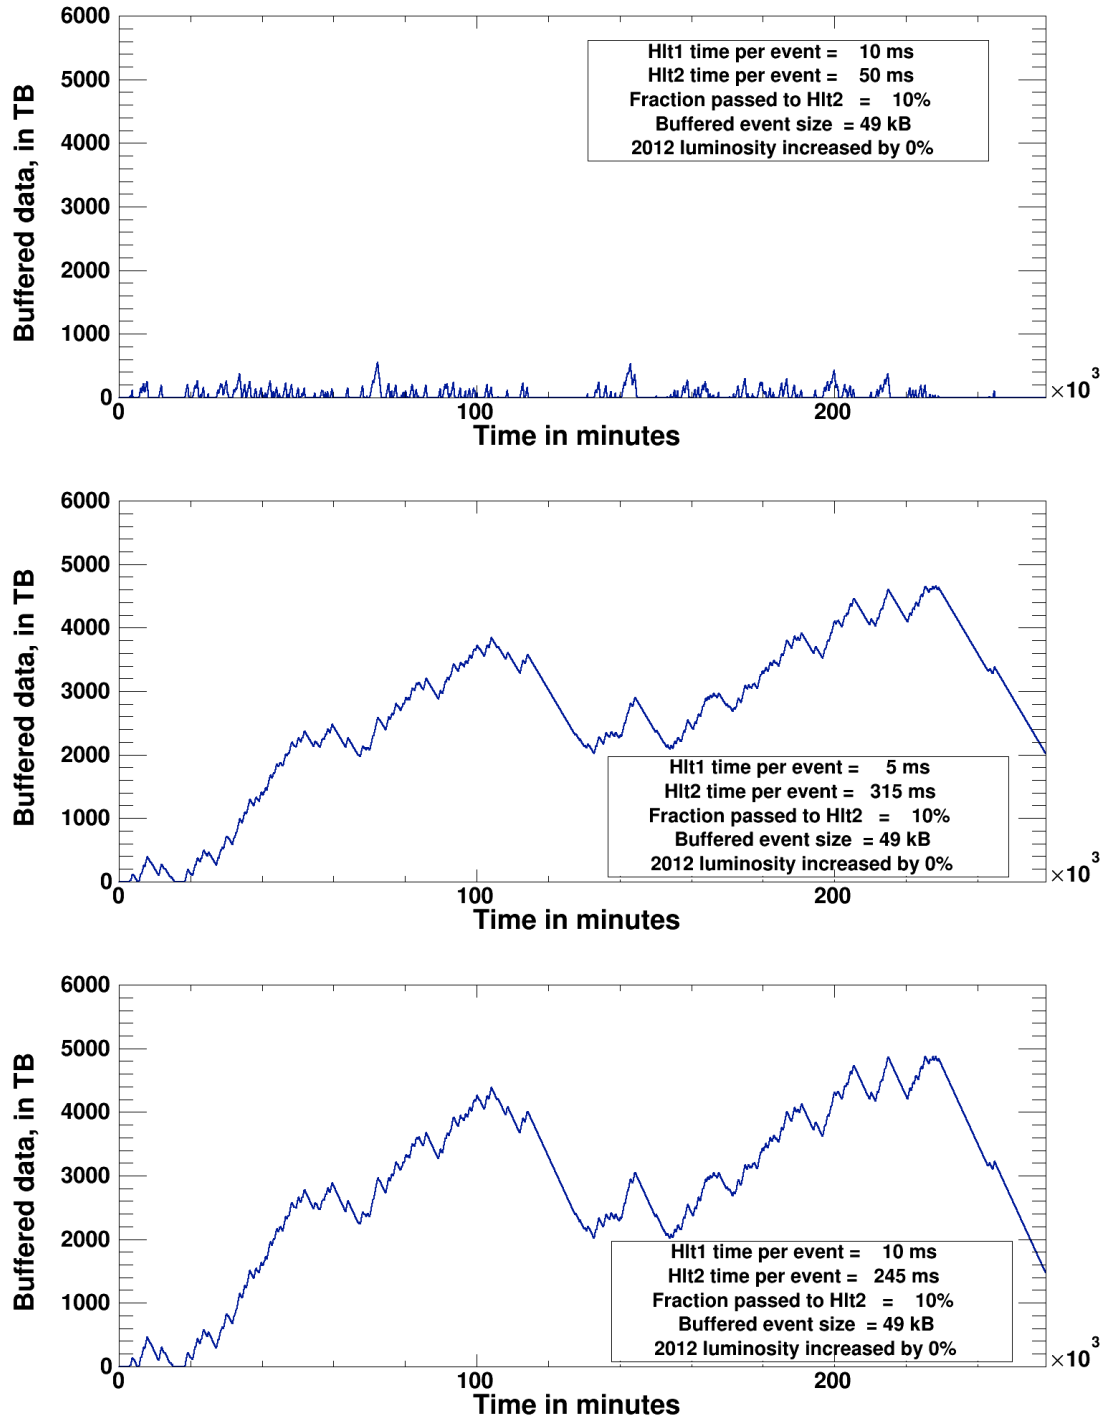 6000
5000
4000
3000
2000
1000
0
Buffered data, in TB
Hlt1 time per event = 10 ms
Hlt2 time per event = 50 ms
Fraction passed to Hlt2 = 10%
Buffered event size = 49 kB
2012 luminosity increased by 0%
0 100 200 ×10³
Time in minutes
6000
5000
4000
3000
2000
1000
0
Buffered data, in TB
Hlt1 time per event = 5 ms
Hlt2 time per event = 315 ms
Fraction passed to Hlt2 = 10%
Buffered event size = 49 kB
2012 luminosity increased by 0%
0 100 200 ×10³
Time in minutes
6000
5000
4000
3000
2000
1000
0
Buffered data, in TB
Hlt1 time per event = 10 ms
Hlt2 time per event = 245 ms
Fraction passed to Hlt2 = 10%
Buffered event size = 49 kB
2012 luminosity increased by 0%
0 100 200 ×10³
Time in minutes